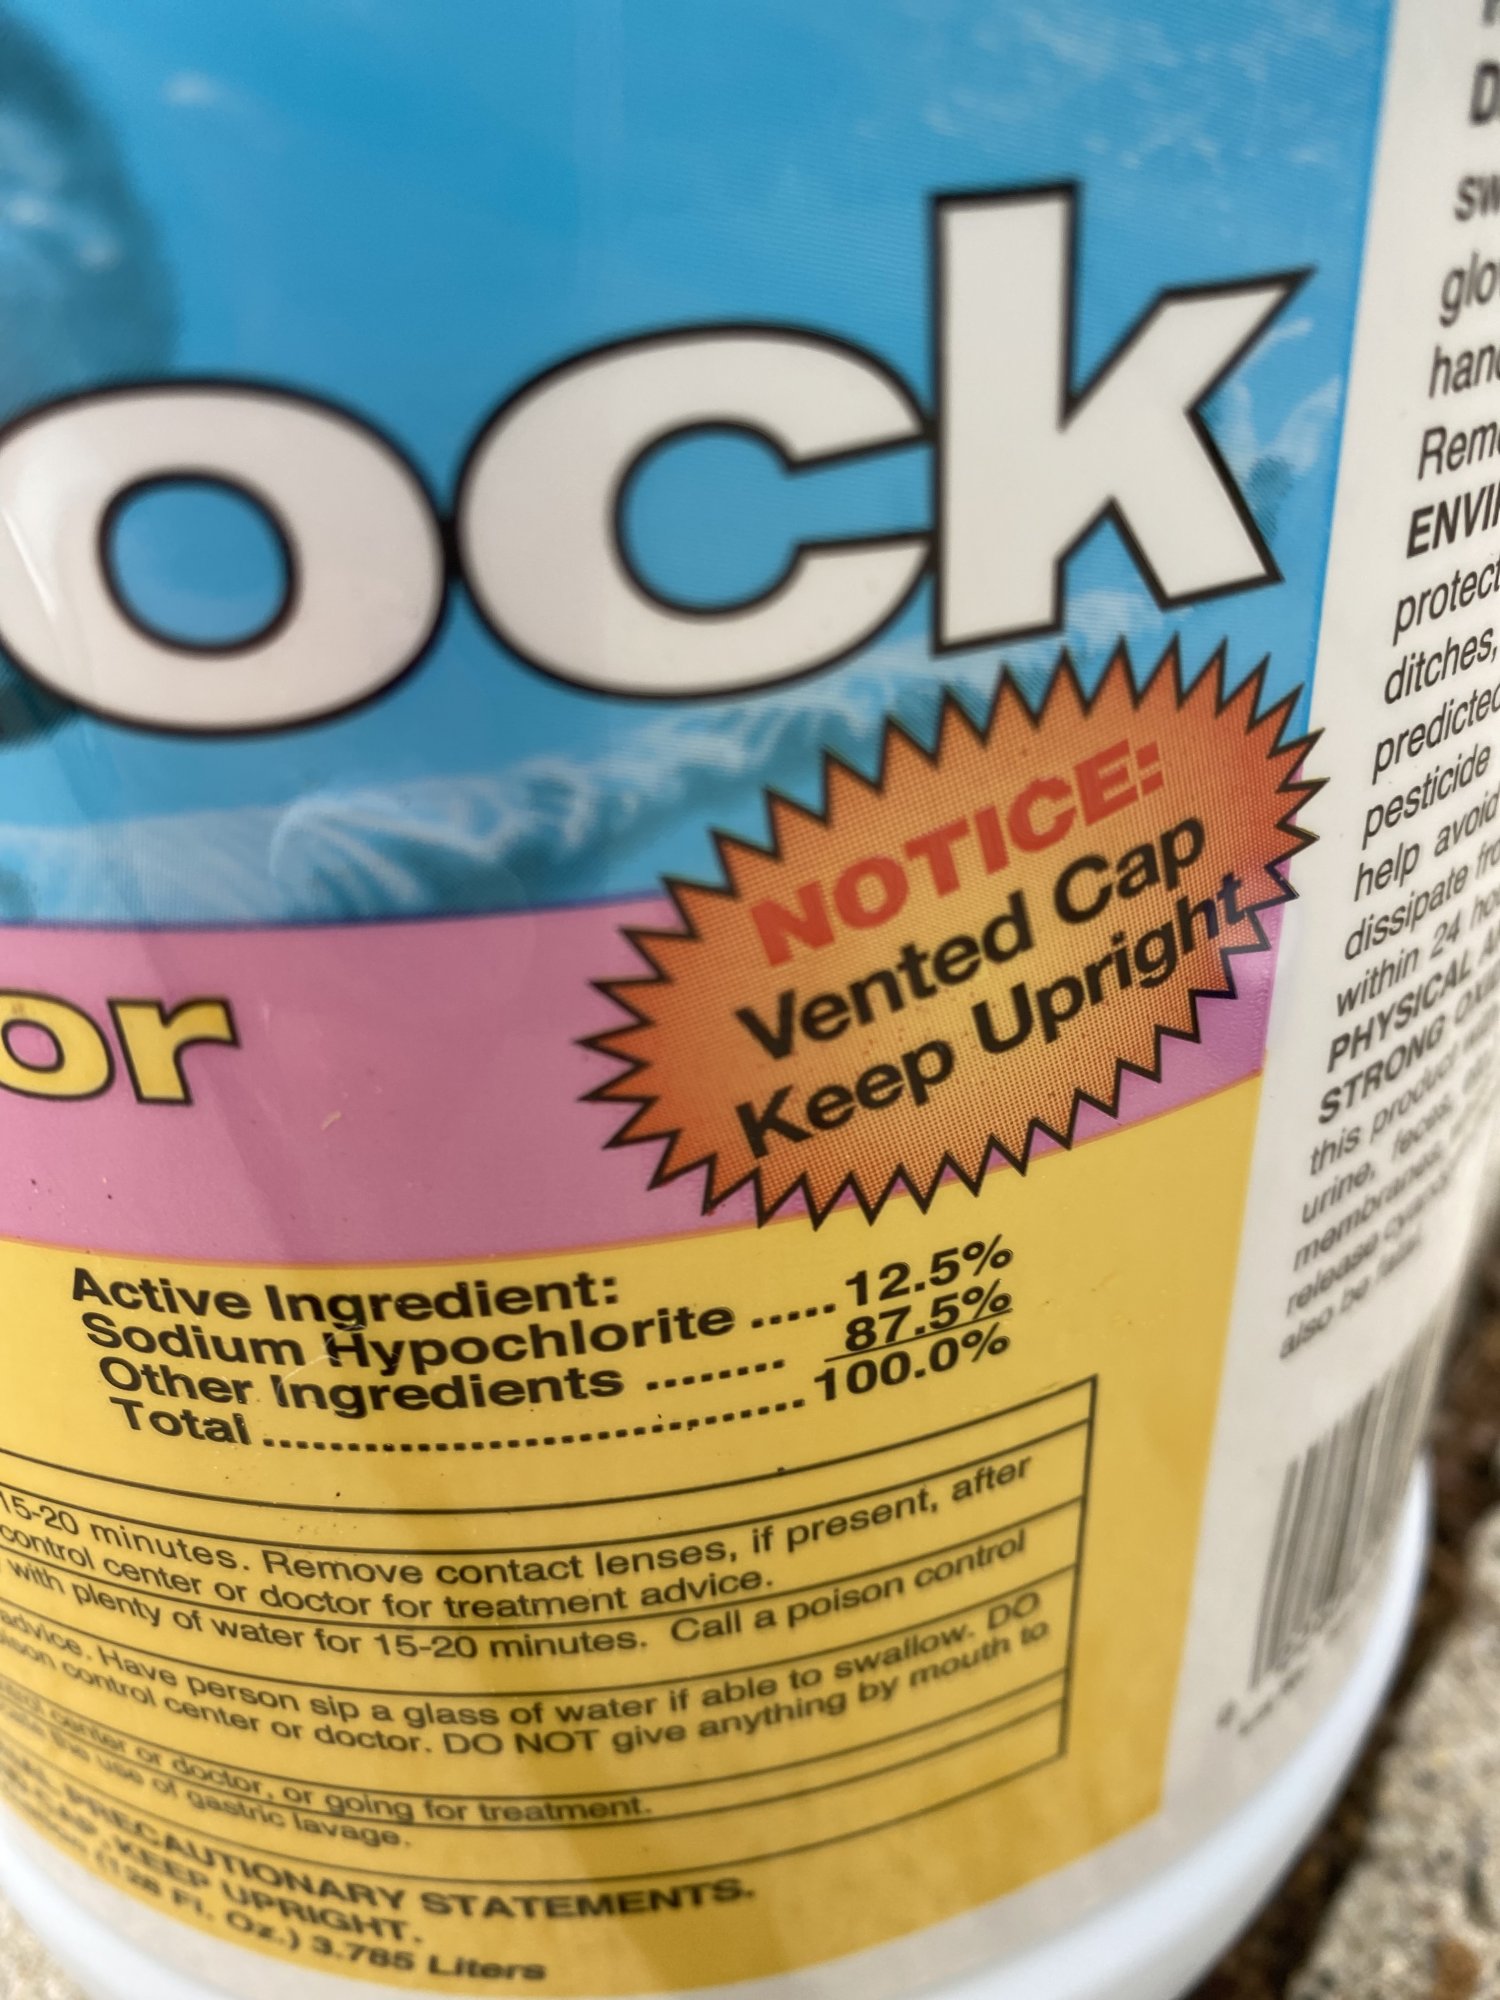 ock
or
NOTICE:
Vented Cap
Keep Upright
Active Ingredient:
Sodium Hypochlorite ..... 12.5%
Other Ingredients ........ 87.5%
Total .................................. 100.0%
15-20 minutes. Remove contact lenses, if present, after
control center or doctor for treatment advice.
with plenty of water for 15-20 minutes. Call a poison control
advice. Have person sip a glass of water if able to swallow. DO
control center or doctor. DO NOT give anything by mouth to
center or doctor, or going for treatment.
the use of gastric lavage.
PRECAUTIONARY STATEMENTS.
CAP. KEEP UPRIGHT.
(128 Fl. Oz.) 3.785 Liters
D
sw
glo
han
Rem
ENVI
protect
ditches,
predicted
pesticide
help avoid
dissipate fro
within 24 ho
PHYSICAL A
STRONG OXI
this product
urine, feces,
membranes,
release
also be fatal.